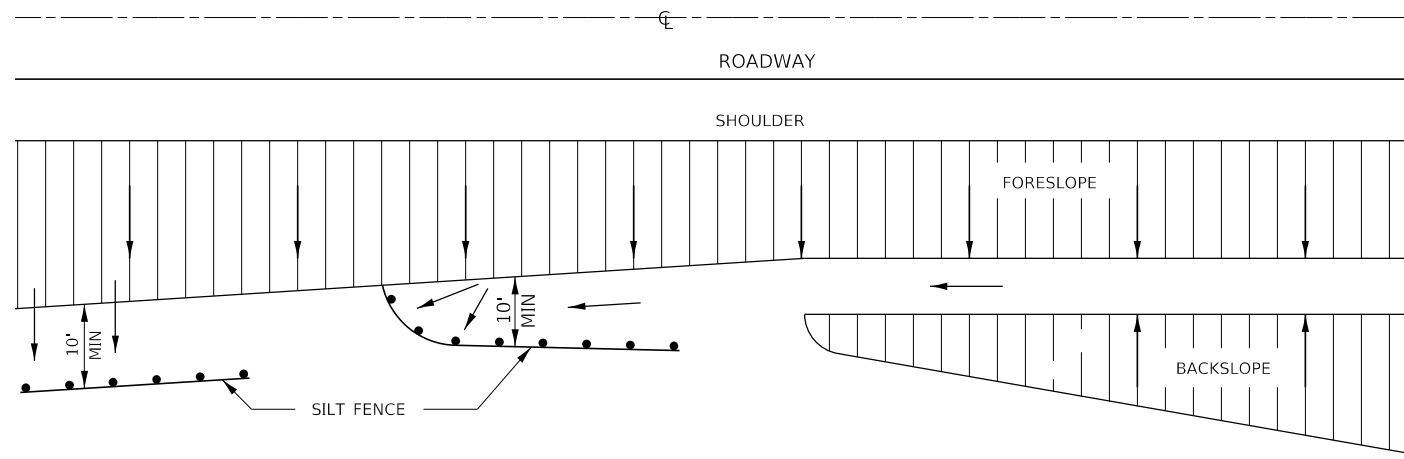 ℄
ROADWAY
SHOULDER
FORESLOPE
10'
MIN
10'
MIN
BACKSLOPE
SILT FENCE